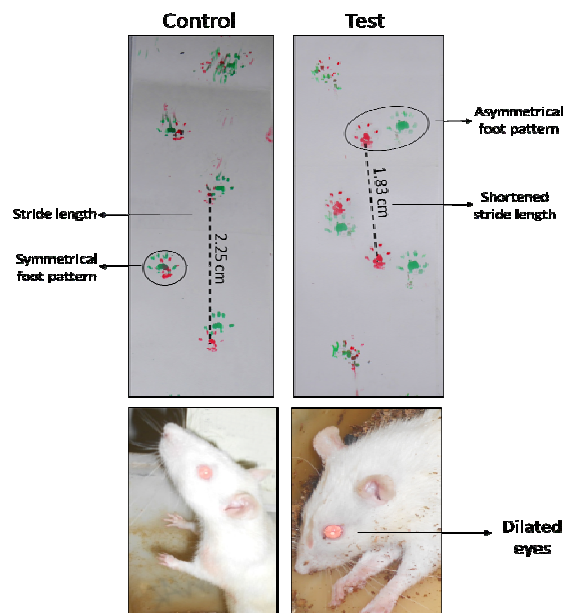 Control
Test
Asymmetrical
foot pattern
1.83 cm
Stride length
Shortened
stride length
2.25 cm
Symmetrical
foot pattern
Dilated
eyes